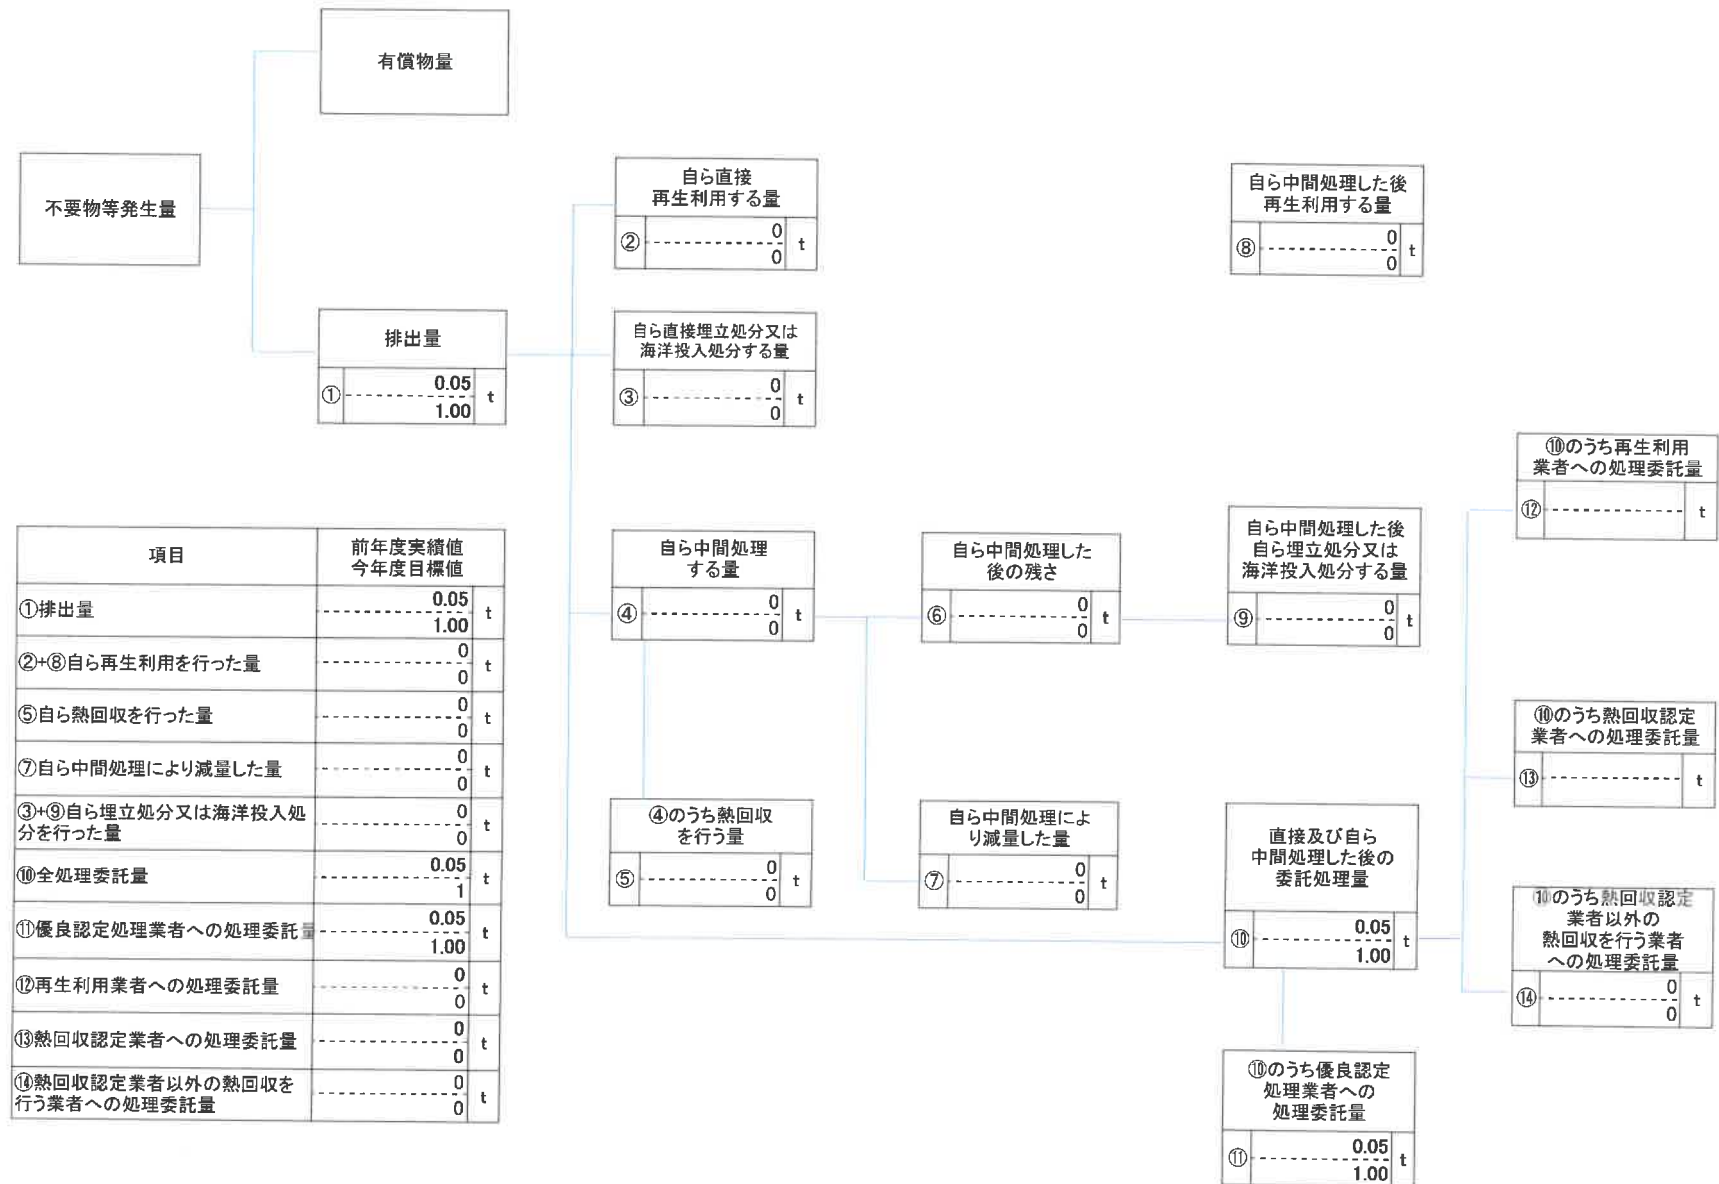 有償物量
不要物等発生量
排出量
①
0.05
1.00
t
自ら直接
再生利用する量
②
0
0
t
自ら直接埋立処分又は
海洋投入処分する量
③
0
0
t
自ら中間処理した後
再生利用する量
⑧
0
0
t
自ら中間処理
する量
④
0
0
t
自ら中間処理した
後の残さ
⑥
0
0
t
自ら中間処理した後
自ら埋立処分又は
海洋投入処分する量
⑨
0
0
t
⑩のうち再生利用
業者への処理委託量
⑫
t
⑩のうち熱回収認定
業者への処理委託量
⑬
t
④のうち熱回収
を行う量
⑤
0
0
t
自ら中間処理によ
り減量した量
⑦
0
0
t
直接及び自ら
中間処理した後の
委託処理量
⑩
0.05
1.00
t
⑩のうち熱回収認定
業者以外の
熱回収を行う業者
への処理委託量
⑭
0
0
t
⑩のうち優良認定
処理業者への
処理委託量
⑪
0.05
1.00
t
項目
前年度実績値
今年度目標値
①排出量
0.05
1.00
t
②+⑧自ら再生利用を行った量
0
0
t
⑤自ら熱回収を行った量
0
0
t
⑦自ら中間処理により減量した量
0
0
t
③+⑨自ら埋立処分又は海洋投入処
分を行った量
0
0
t
⑩全処理委託量
0.05
1
t
⑪優良認定処理業者への処理委託量
0.05
1.00
t
⑫再生利用業者への処理委託量
0
0
t
⑬熱回収認定業者への処理委託量
0
0
t
⑭熱回収認定業者以外の熱回収を
行う業者への処理委託量
0
0
t